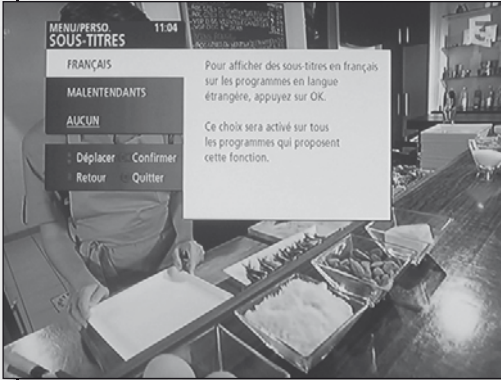 MENU/PERSO. 11:04
SOUS-TITRES
FRANÇAIS
MALENTENDANTS
AUCUN
Déplacer Confirmer
Retour Quitter
Pour afficher des sous-titres en français
sur les programmes en langue
étrangère, appuyez sur OK.
Ce choix sera activé sur tous
les programmes qui proposent
cette fonction.